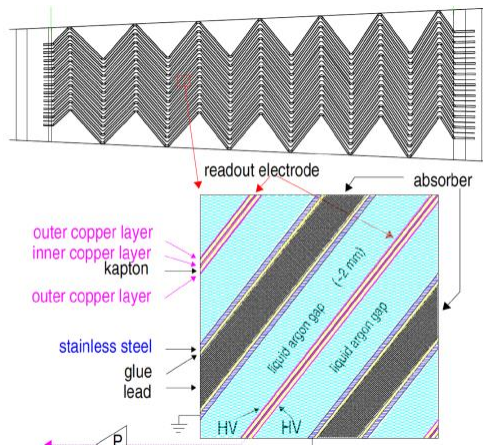 readout electrode
absorber
outer copper layer
inner copper layer
kapton
outer copper layer
(~2 mm)
liquid argon gap
liquid argon gap
stainless steel
glue
lead
HV
HV
P